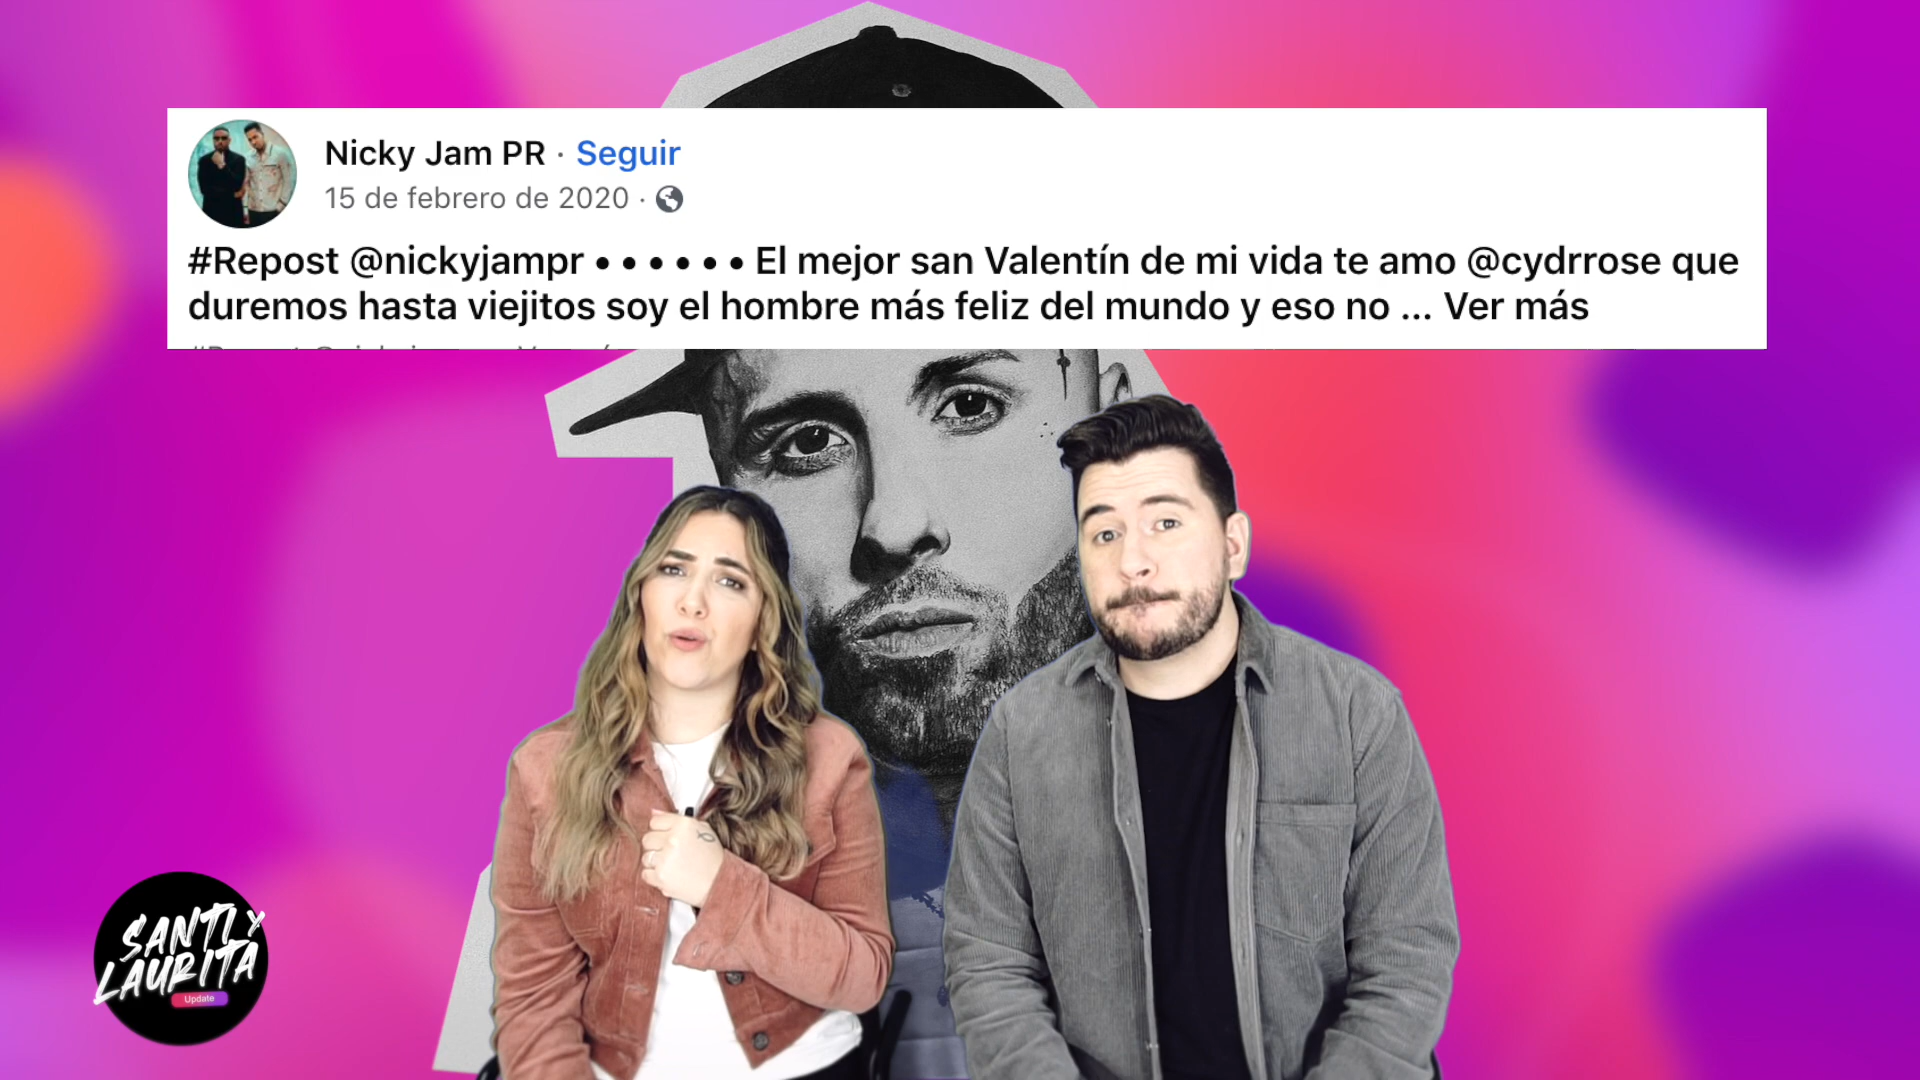 Nicky Jam PR · Seguir
15 de febrero de 2020 ·
#Repost @nickyjampr • • • • • • El mejor san Valentín de mi vida te amo @cydrrose que
duremos hasta viejitos soy el hombre más feliz del mundo y eso no ... Ver más
SANTI Y
LAURITA
Update